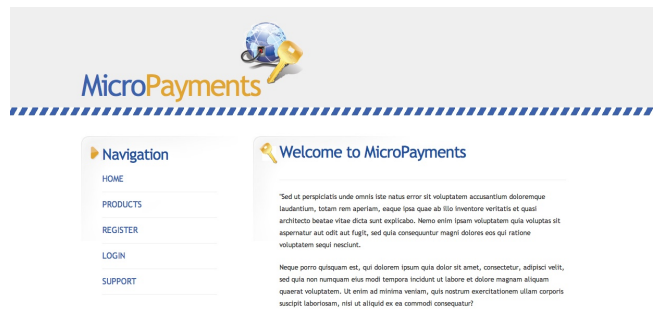 MicroPayments
Navigation
HOME
PRODUCTS
REGISTER
LOGIN
SUPPORT
Welcome to MicroPayments
"Sed ut perspiciatis unde omnis iste natus error sit voluptatem accusantium doloremque
laudantium, totam rem aperiam, eaque ipsa quae ab illo inventore veritatis et quasi
architecto beatae vitae dicta sunt explicabo. Nemo enim ipsam voluptatem quia voluptas sit
aspernatur aut odit aut fugit, sed quia consequuntur magni dolores eos qui ratione
voluptatem sequi nesciunt.
Neque porro quisquam est, qui dolorem ipsum quia dolor sit amet, consectetur, adipisci velit,
sed quia non numquam eius modi tempora incidunt ut labore et dolore magnam aliquam
quaerat voluptatem. Ut enim ad minima veniam, quis nostrum exercitationem ullam corporis
suscipit laboriosam, nisi ut aliquid ex ea commodi consequatur?